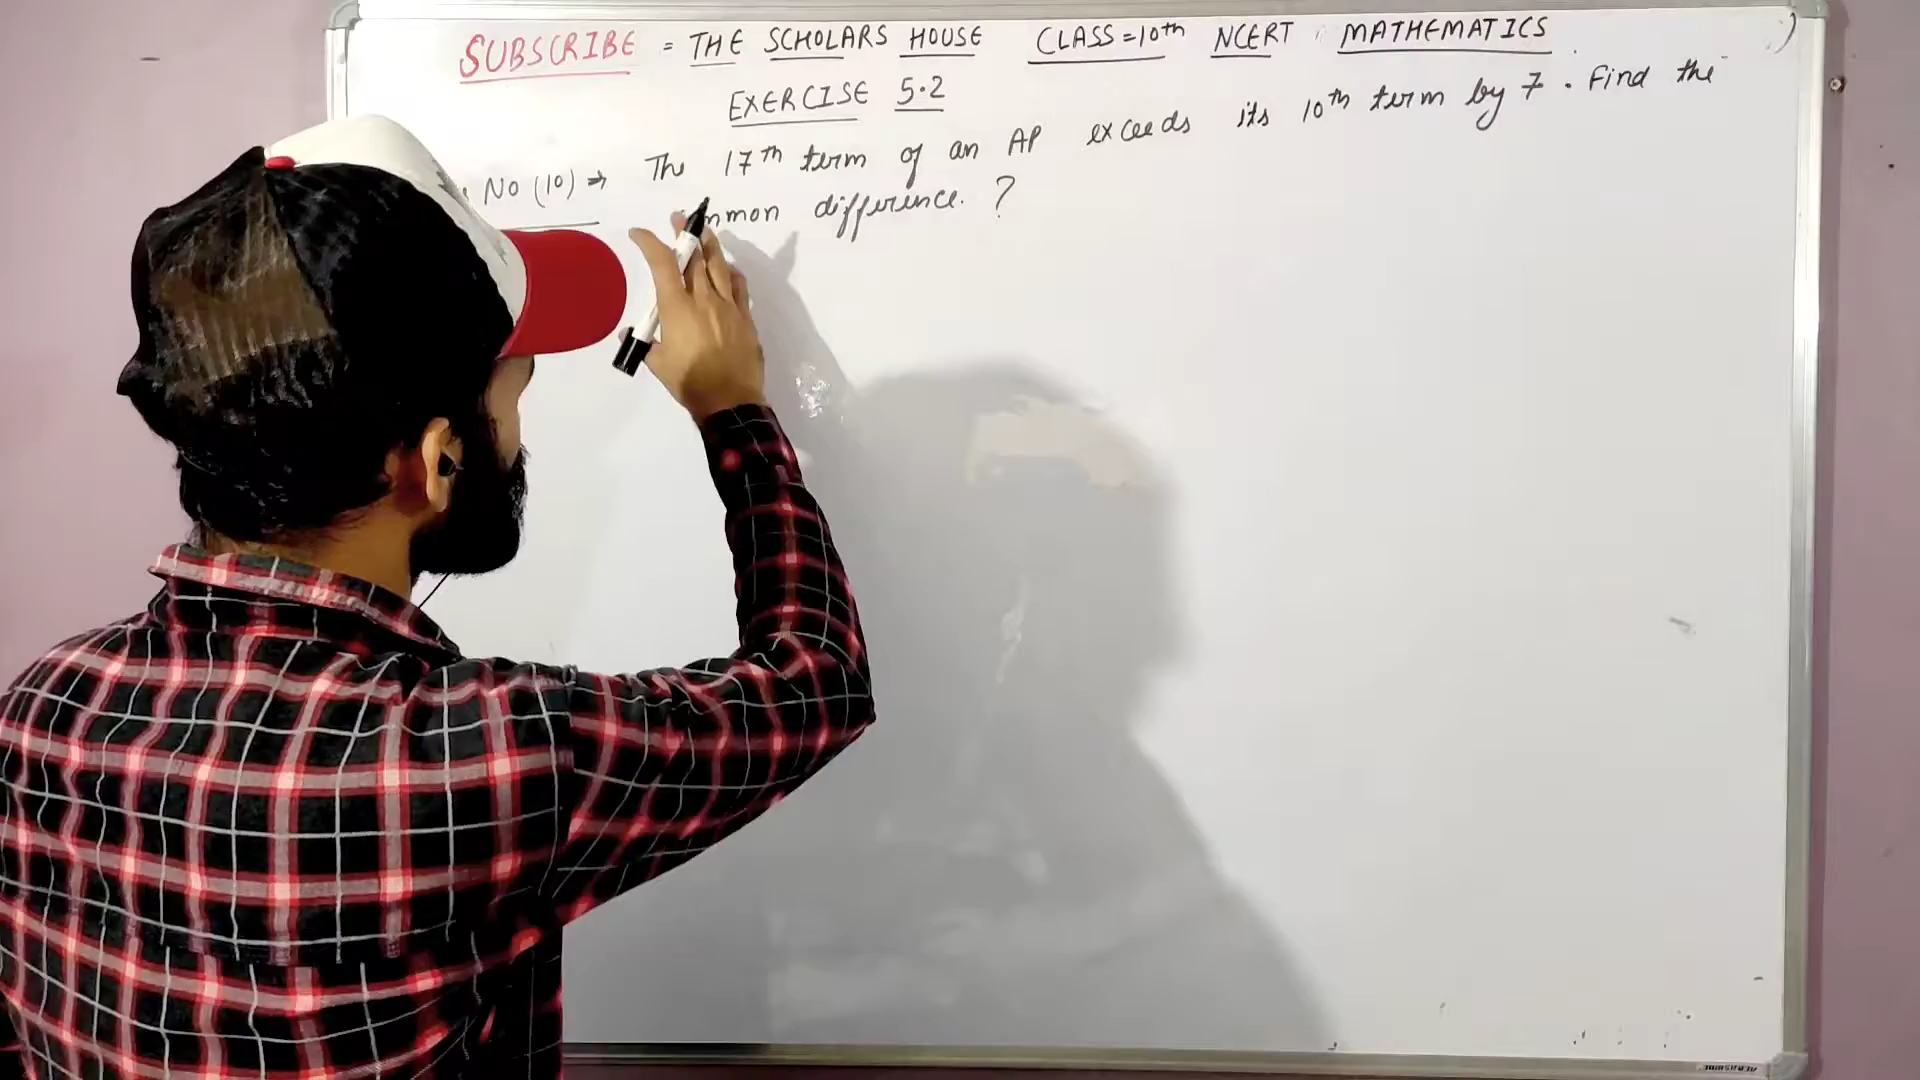 SUBSCRIBE = THE SCHOLARS HOUSE CLASS=10th NCERT MATHEMATICS
EXERCISE 5.2
No (10) ⇒ The 17th term of an AP exceeds its 10th term by 7. Find the
mmon difference. ?